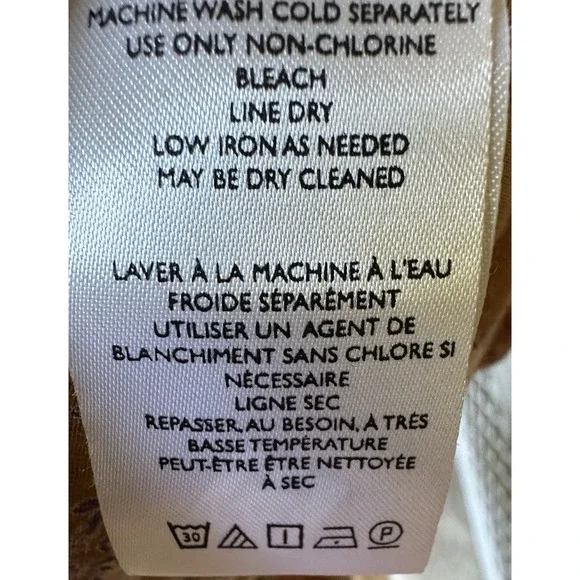 MACHINE WASH COLD SEPARATELY
USE ONLY NON-CHLORINE
BLEACH
LINE DRY
LOW IRON AS NEEDED
MAY BE DRY CLEANED
LAVER À LA MACHINE À L'EAU
FROIDE SÉPARÉMENT
UTILISER UN AGENT DE
BLANCHIMENT SANS CHLORE SI
NÉCESSAIRE
LIGNE SEC
REPASSER, AU BESOIN, À TRÈS
BASSE TEMPÉRATURE
PEUT-ÊTRE ÊTRE NETTOYÉE
À SEC
30 P